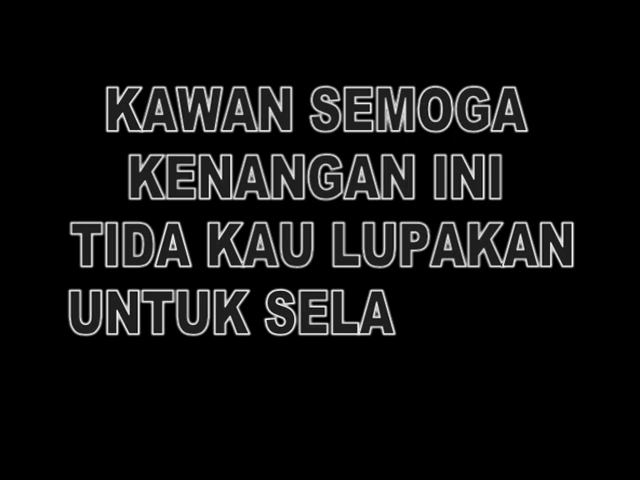 KAWAN SEMOGA
KENANGAN INI
TIDA KAU LUPAKAN
UNTUK SELA